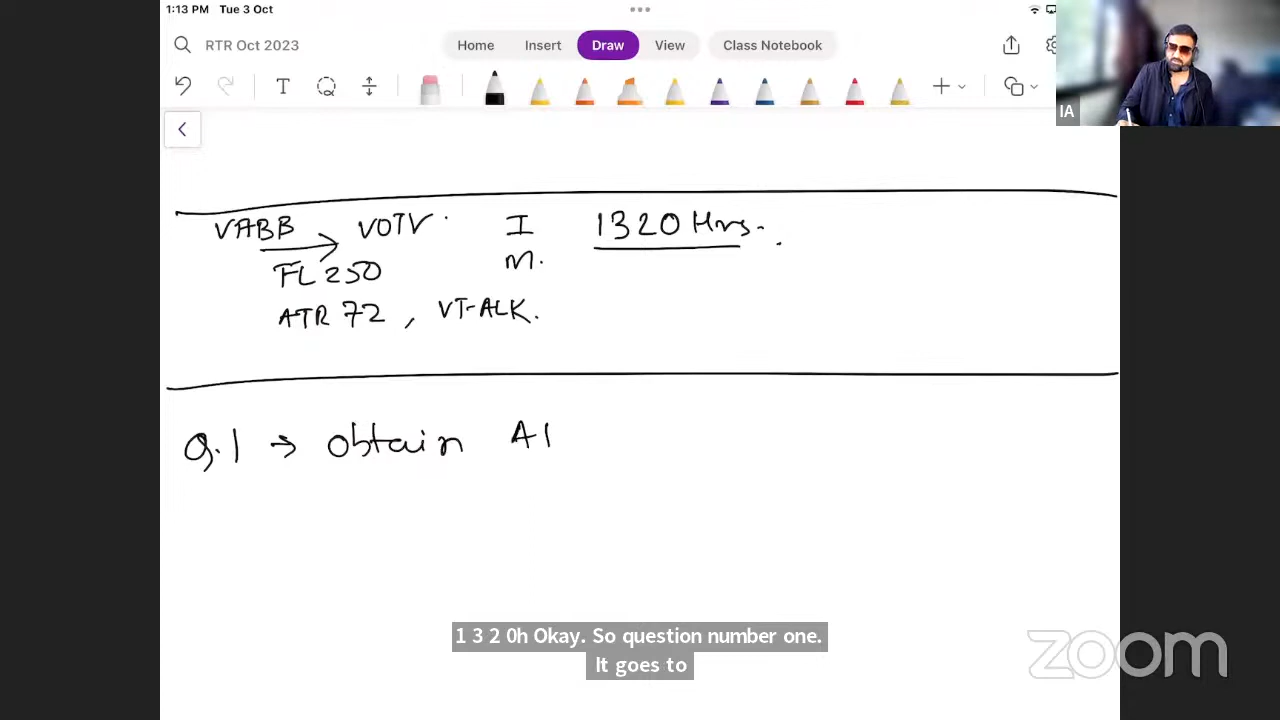 1:13 PM Tue 3 Oct
RTR Oct 2023
Home Insert Draw View Class Notebook
T
IA
VABB → VOTV I 1320 Hrs.
FL 250 M.
ATR 72, VT-ALK.
Q.1 → Obtain AI
1 3 2 0h Okay. So question number one.
It goes to
zoom